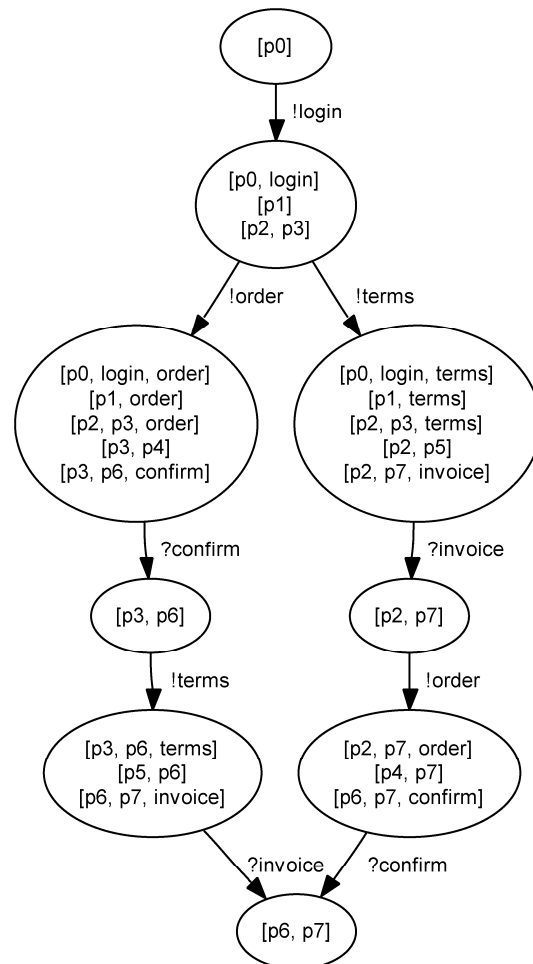 [p0]
!login
[p0, login]
[p1]
[p2, p3]
!order
!terms
[p0, login, order]
[p1, order]
[p2, p3, order]
[p3, p4]
[p3, p6, confirm]
[p0, login, terms]
[p1, terms]
[p2, p3, terms]
[p2, p5]
[p2, p7, invoice]
?confirm
?invoice
[p3, p6]
[p2, p7]
!terms
!order
[p3, p6, terms]
[p5, p6]
[p6, p7, invoice]
[p2, p7, order]
[p4, p7]
[p6, p7, confirm]
?invoice
?confirm
[p6, p7]